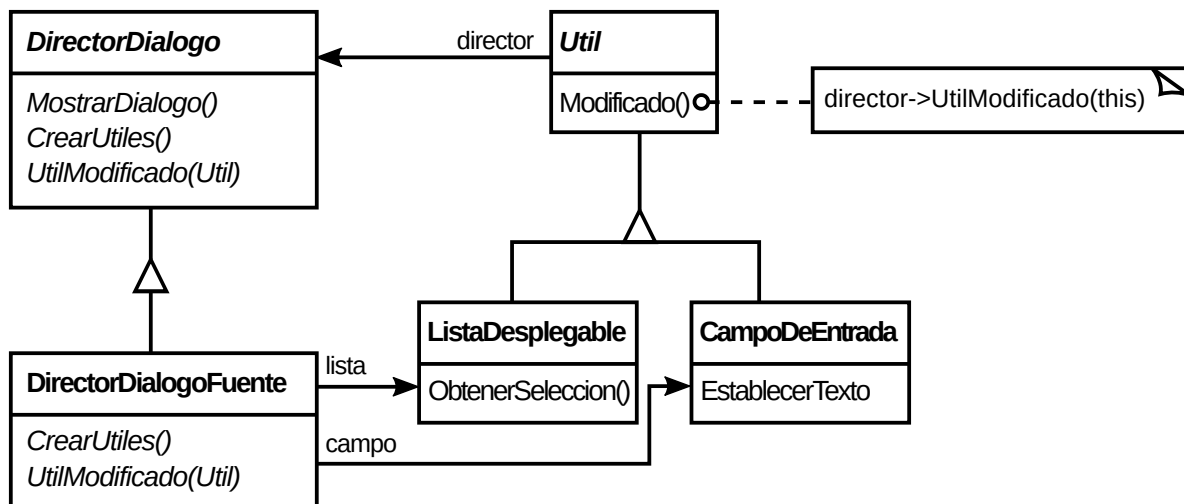 DirectorDialogo
MostrarDialogo()
CrearUtiles()
UtilModificado(Util)
director
Util
Modificado()
director->UtilModificado(this)
ListaDesplegable
ObtenerSeleccion()
CampoDeEntrada
EstablecerTexto
DirectorDialogoFuente
CrearUtiles()
UtilModificado(Util)
lista
campo